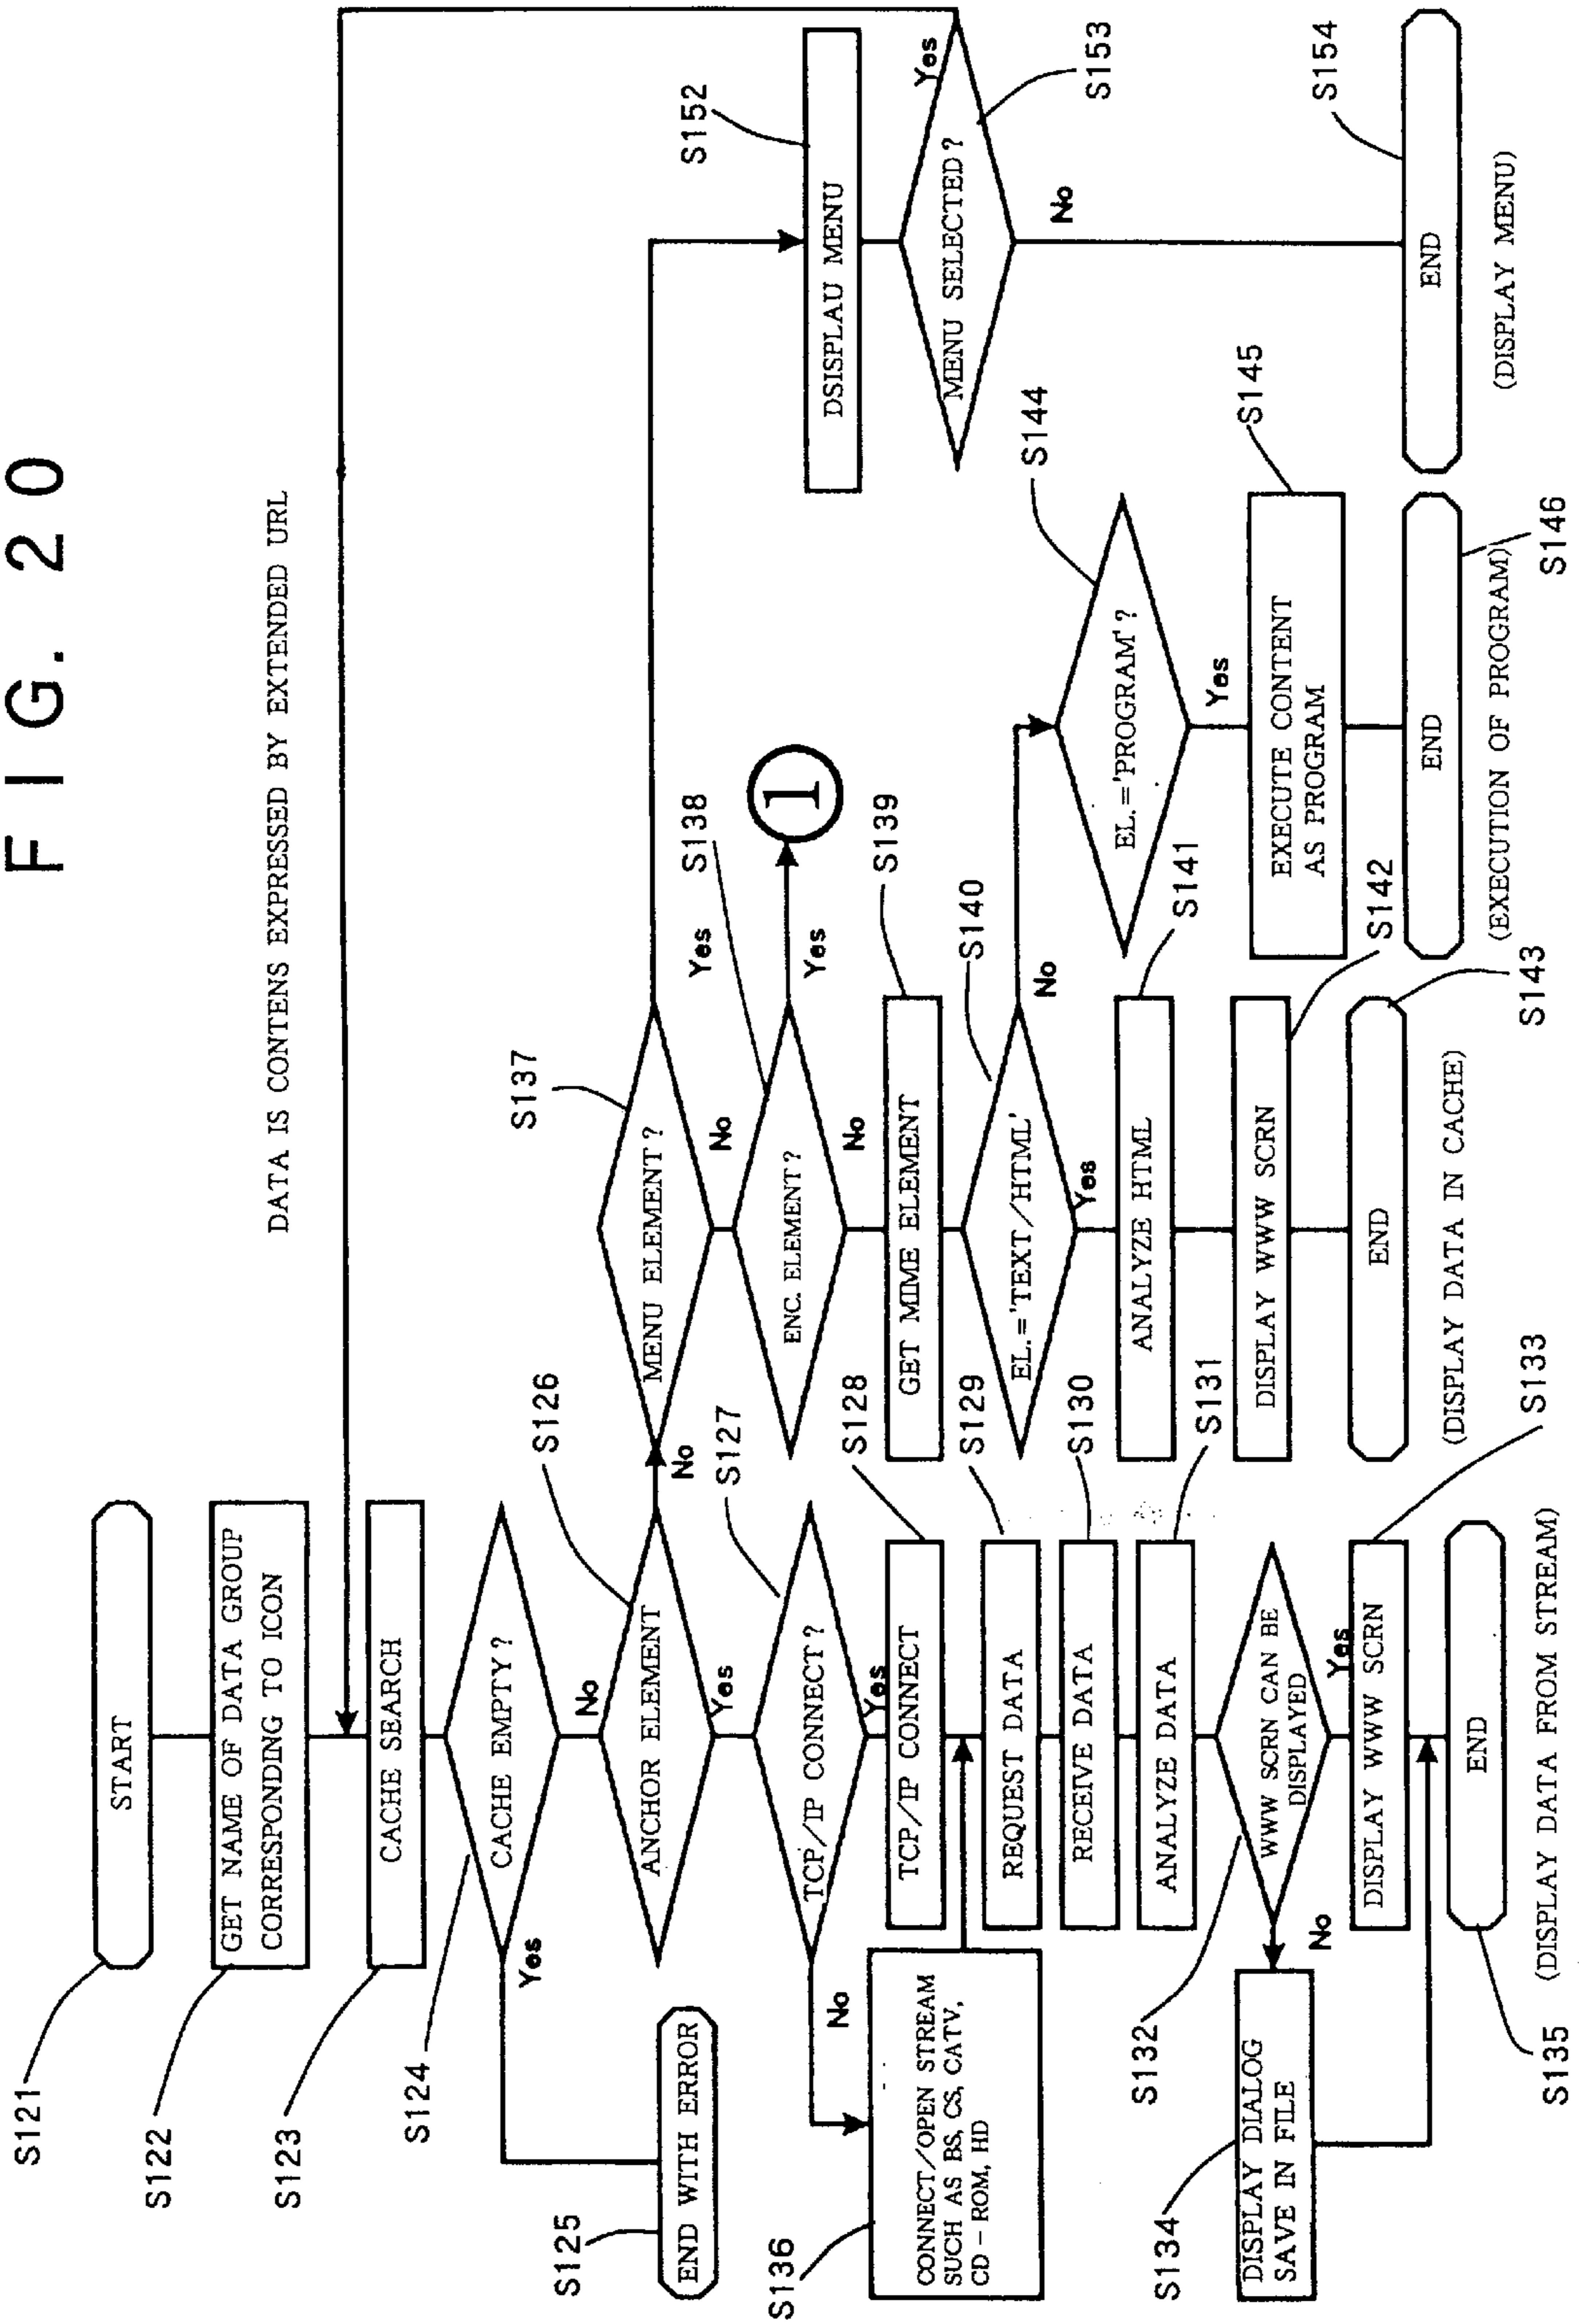 FIG. 20
DATA IS CONTENS EXPRESSED BY EXTENDED URL
S121
START
S122
GET NAME OF DATA GROUP
CORRESPONDING TO ICON
S123
CACHE SEARCH
S124
CACHE EMPTY?
Yes
No
S125
END WITH ERROR
S126
ANCHOR ELEMENT
No
Yes
S127
TCP/IP CONNECT?
No
Yes
S136
CONNECT/OPEN STREAM
SUCH AS BS, CS, CATV,
CD-ROM, HD
S128
TCP/IP CONNECT
S129
REQUEST DATA
S130
RECEIVE DATA
S131
ANALYZE DATA
S132
WWW SCRN CAN BE
DISPLAYED
No
Yes
S134
DISPLAY DIALOG
SAVE IN FILE
S133
DISPLAY WWW SCRN
S135
END
(DISPLAY DATA FROM STREAM)
S137
MENU ELEMENT?
Yes
No
S138
ENC. ELEMENT?
Yes
1
No
S139
GET MIME ELEMENT
S140
EL.='TEXT/HTML'
No
Yes
S141
ANALYZE HTML
S142
DISPLAY WWW SCRN
S143
END
(DISPLAY DATA IN CACHE)
S144
EL.='PROGRAM'?
Yes
S145
EXECUTE CONTENT
AS PROGRAM
S146
END
(EXECUTION OF PROGRAM)
S152
DSISPLAU MENU
S153
MENU SELECTED?
Yes
No
S154
END
(DISPLAY MENU)